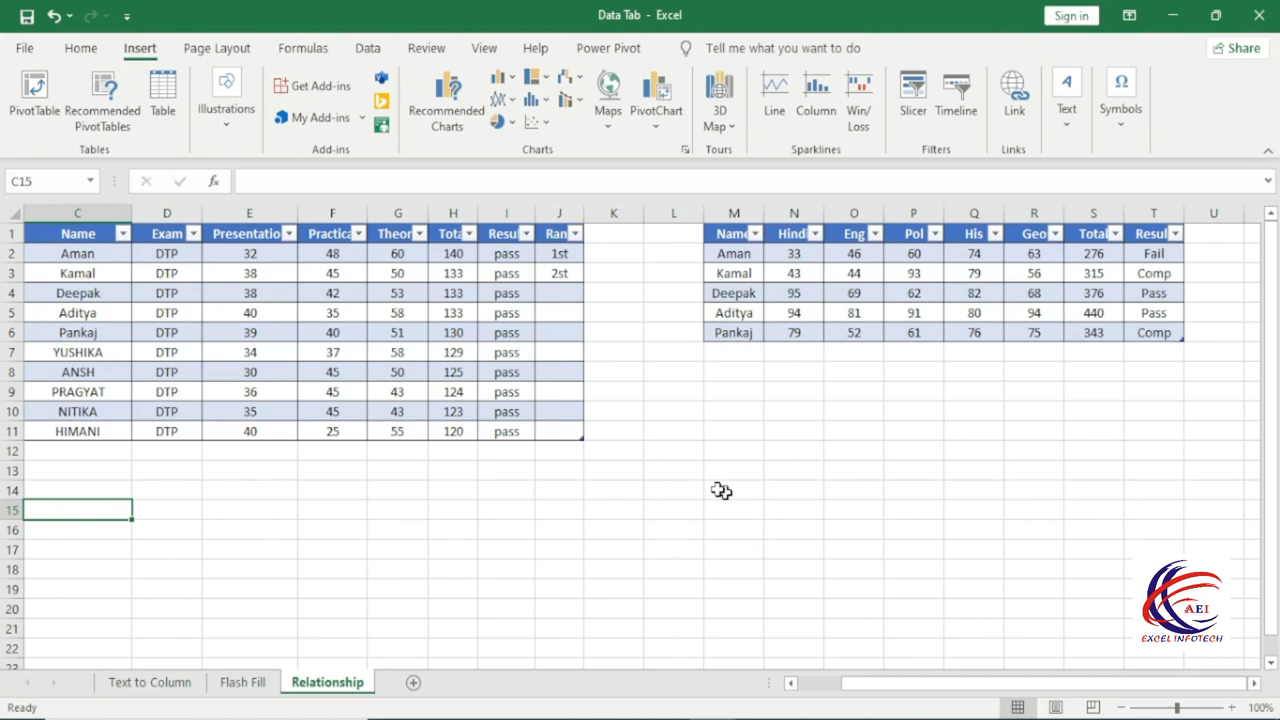 Data Tab - Excel
Sign in
File Home Insert Page Layout Formulas Data Review View Help Power Pivot Tell me what you want to do Share
PivotTable
Recommended PivotTables
Table
Tables
Illustrations
Get Add-ins
My Add-ins
Add-ins
Recommended Charts
Maps
PivotChart
Charts
3D Map
Tours
Line
Column
Win/Loss
Sparklines
Slicer
Timeline
Filters
Link
Links
Text
Symbols
C15
fx
C D E F G H I J K L M N O P Q R S T U
1 Name Exam Presentatio Practica Theor Tota Resul Ran Name Hindi Eng Pol His Geo Total Resul
2 Aman DTP 32 48 60 140 pass 1st Aman 33 46 60 74 63 276 Fail
3 Kamal DTP 38 45 50 133 pass 2st Kamal 43 44 93 79 56 315 Comp
4 Deepak DTP 38 42 53 133 pass Deepak 95 69 62 82 68 376 Pass
5 Aditya DTP 40 35 58 133 pass Aditya 94 81 91 80 94 440 Pass
6 Pankaj DTP 39 40 51 130 pass Pankaj 79 52 61 76 75 343 Comp
7 YUSHIKA DTP 34 37 58 129 pass
8 ANSH DTP 30 45 50 125 pass
9 PRAGYAT DTP 36 45 43 124 pass
10 NITIKA DTP 35 45 43 123 pass
11 HIMANI DTP 40 25 55 120 pass
12
13
14
15
16
17
18
19
20
21
22
23
AEI
EXCEL INFOTECH
Text to Column Flash Fill Relationship
Ready 100%